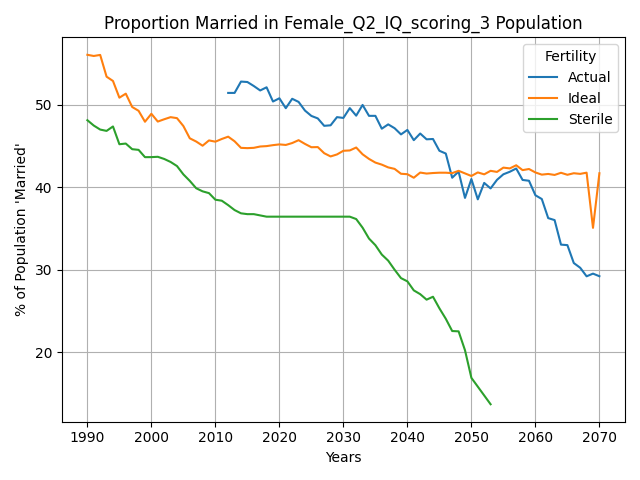 Proportion Married in Female_Q2_IQ_scoring_3 Population
Fertility
Actual
Ideal
Sterile
% of Population 'Married'
50
40
30
20
1990 2000 2010 2020 2030 2040 2050 2060 2070
Years